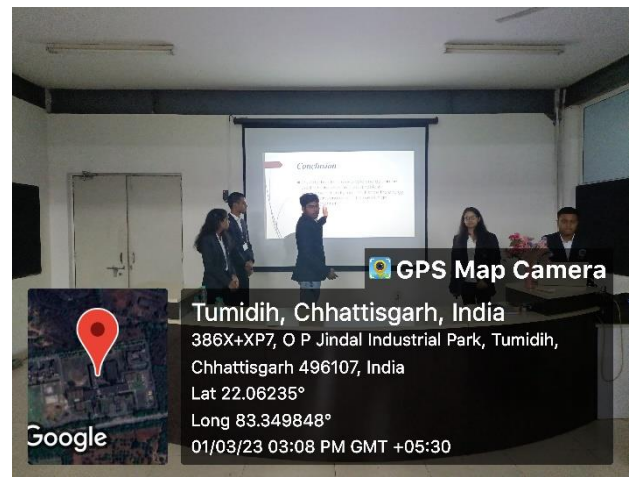 Conclusion
GPS Map Camera
Tumidih, Chhattisgarh, India
386X+XP7, O P Jindal Industrial Park, Tumidih,
Chhattisgarh 496107, India
Lat 22.06235°
Long 83.349848°
01/03/23 03:08 PM GMT +05:30
Google